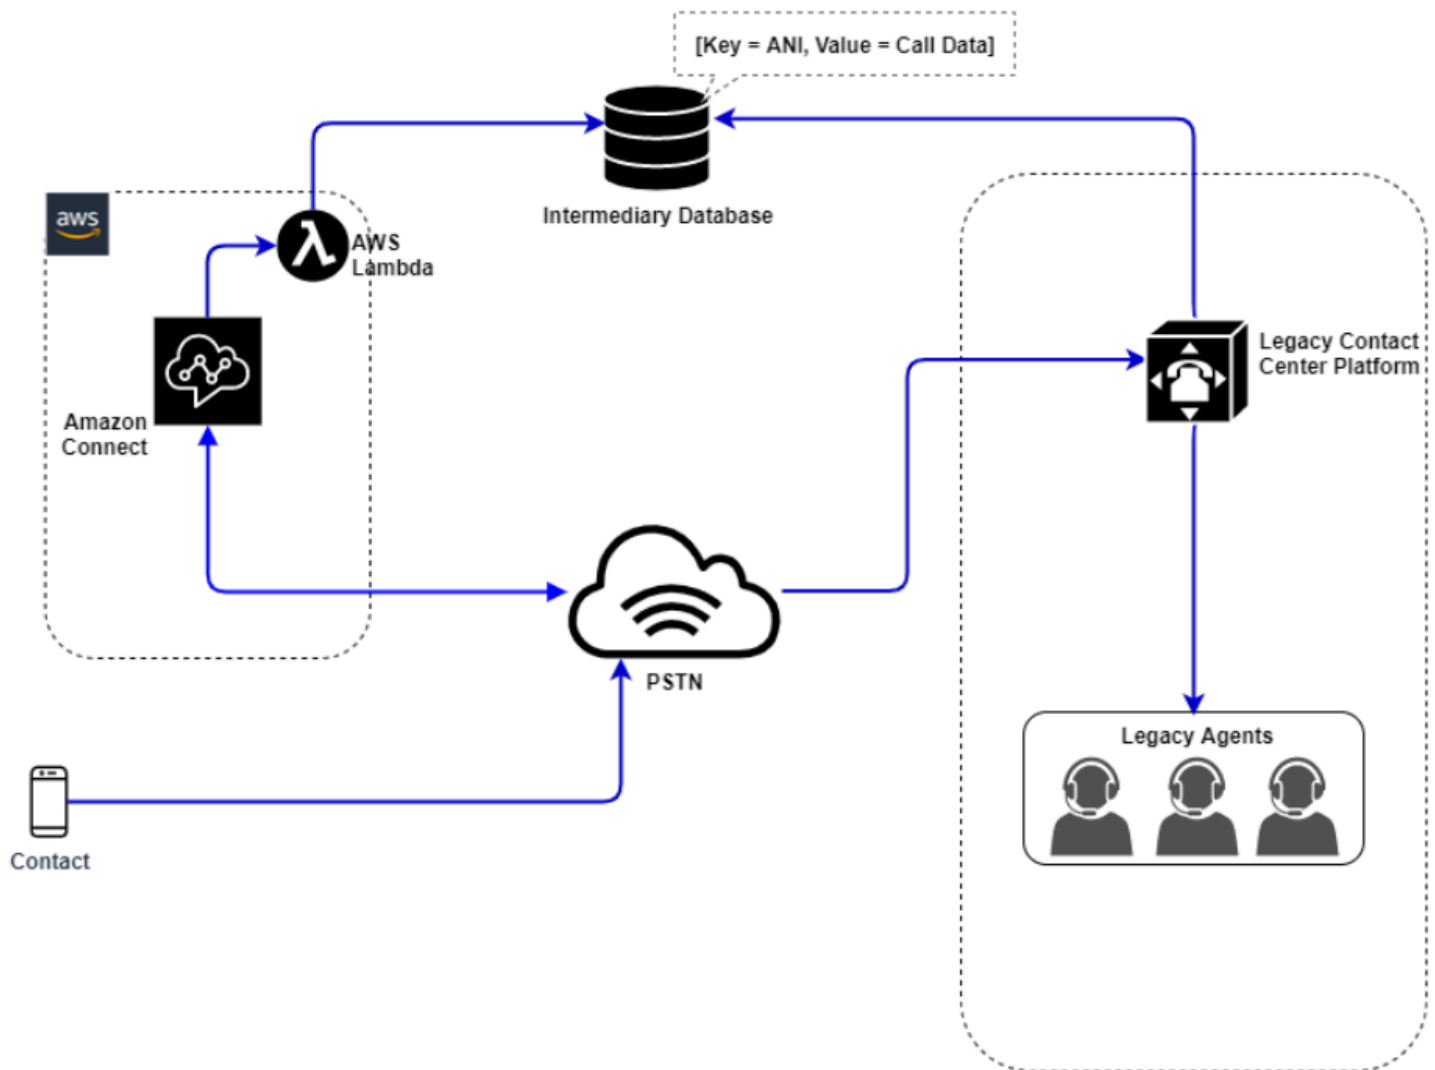 [Key = ANI, Value = Call Data]
aws
Intermediary Database
AWS
Lambda
Legacy Contact
Center Platform
Amazon
Connect
PSTN
Legacy Agents
Contact